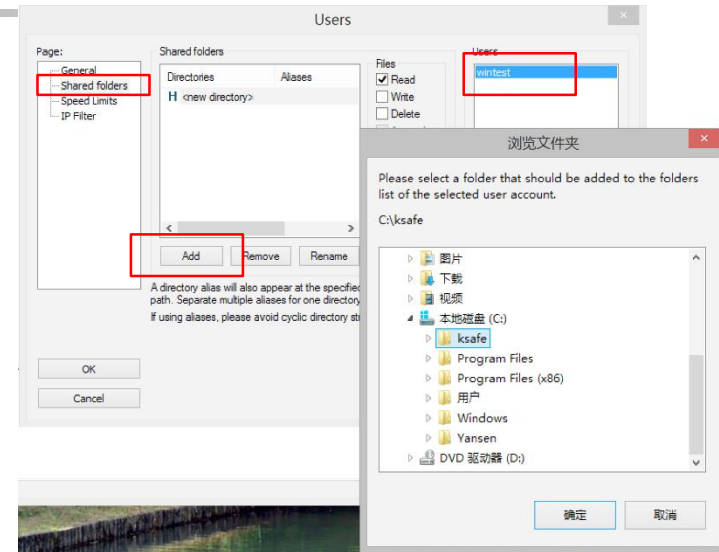 Users
Page:
General
Shared folders
Speed Limits
IP Filter
Shared folders
Directories Aliases
H <new directory>
Add Remove Rename
A directory alias will also appear at the specified
path. Separate multiple aliases for one directory
If using aliases, please avoid cyclic directory
Files
Read
Write
Delete
Users
wintest
OK
Cancel
浏览文件夹
Please select a folder that should be added to the folders
list of the selected user account.
C:\ksafe
图片
下载
视频
本地磁盘 (C:)
ksafe
Program Files
Program Files (x86)
用户
Windows
Yansen
DVD 驱动器 (D:)
确定 取消